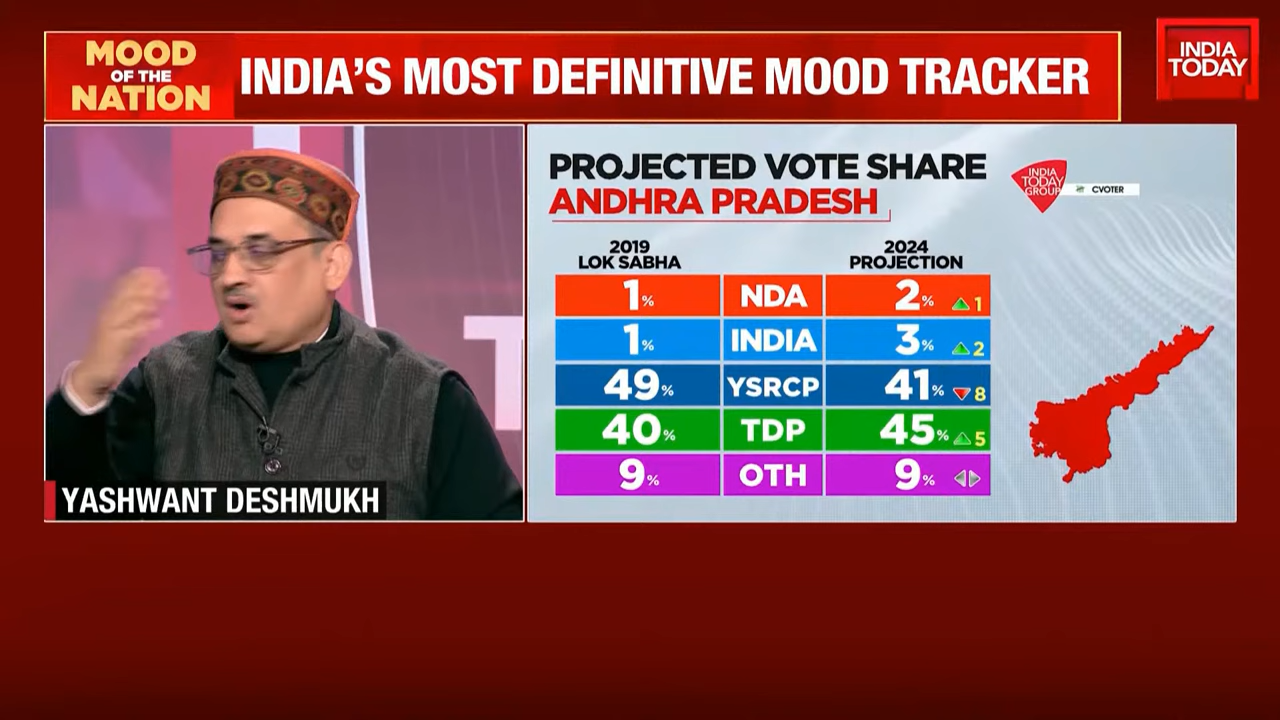 MOOD
OF THE
NATION
INDIA'S MOST DEFINITIVE MOOD TRACKER
INDIA
TODAY
PROJECTED VOTE SHARE
ANDHRA PRADESH
INDIA
TODAY
GROUP
CVOTER
2019
LOK SABHA
2024
PROJECTION
1% NDA 2% 1
1% INDIA 3% 2
49% YSRCP 41% 8
40% TDP 45% 5
9% OTH 9%
YASHWANT DESHMUKH